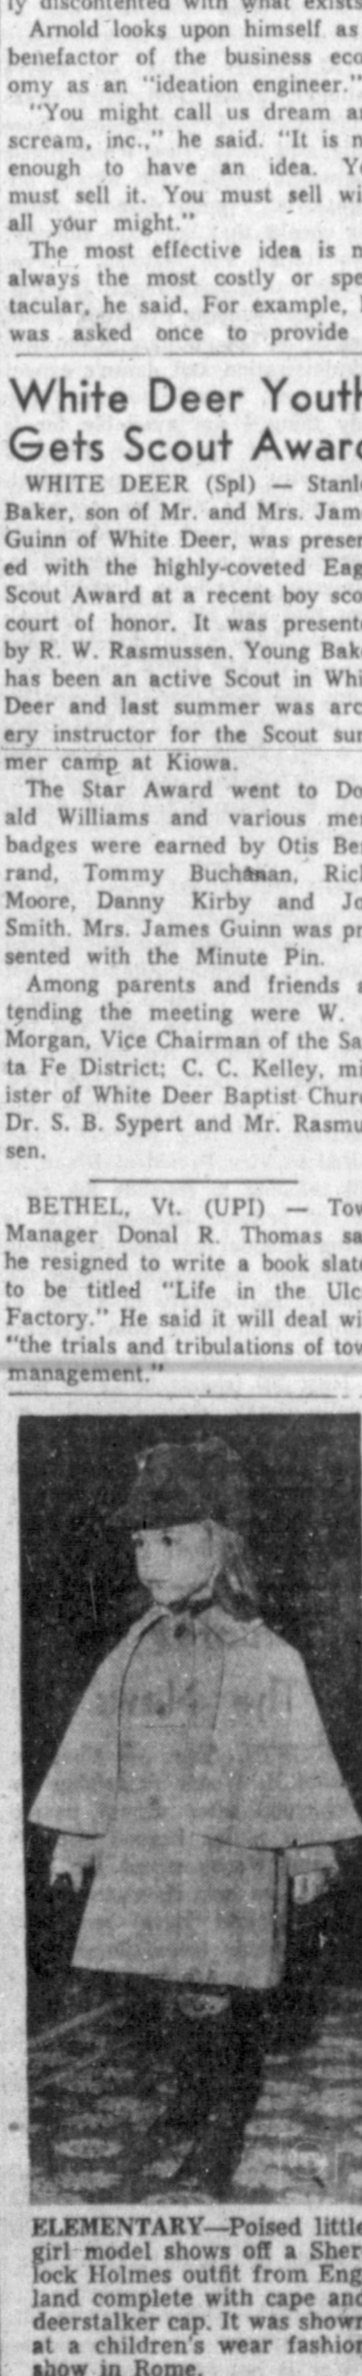 ly discontented with what exists
Arnold looks upon himself as
benefactor of the business eco
omy as an "ideation engineer."
"You might call us dream a
scream, inc.," he said. "It is n
enough to have an idea. Y
must sell it. You must sell wi
all your might."
The most effective idea is n
always the most costly or spe
tacular, he said. For example,
was asked once to provide
White Deer Youth
Gets Scout Award
WHITE DEER (Spl) — Stanl
Baker, son of Mr. and Mrs. Jam
Guinn of White Deer, was presen
ed with the highly-coveted Eag
Scout Award at a recent boy sco
court of honor. It was present
by R. W. Rasmussen. Young Bak
has been an active Scout in Whi
Deer and last summer was arc
ery instructor for the Scout sum
mer camp at Kiowa.
The Star Award went to Do
ald Williams and various mer
badges were earned by Otis Be
rand, Tommy Buchanan, Ric
Moore, Danny Kirby and Jo
Smith. Mrs. James Guinn was pr
sented with the Minute Pin.
Among parents and friends a
tending the meeting were W.
Morgan, Vice Chairman of the Sa
ta Fe District; C. C. Kelley, mi
ister of White Deer Baptist Churc
Dr. S. B. Sypert and Mr. Rasmu
sen.
BETHEL, Vt. (UPI) — Tow
Manager Donal R. Thomas sa
he resigned to write a book slat
to be titled "Life in the Ulc
Factory." He said it will deal wi
"the trials and tribulations of tow
management."
ELEMENTARY—Poised little
girl model shows off a Sher
lock Holmes outfit from Eng
land complete with cape and
deerstalker cap. It was shown
at a children's wear fashion
show in Rome.